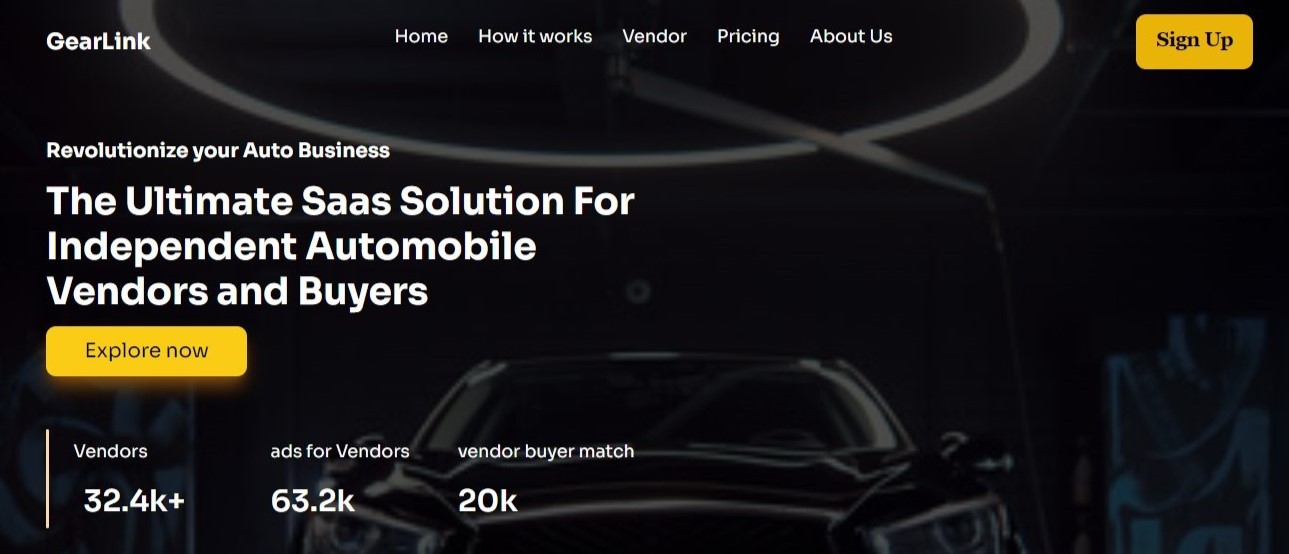 GearLink
Home How it works Vendor Pricing About Us
Sign Up
Revolutionize your Auto Business
The Ultimate Saas Solution For
Independent Automobile
Vendors and Buyers
Explore now
Vendors ads for Vendors vendor buyer match
32.4k+ 63.2k 20k